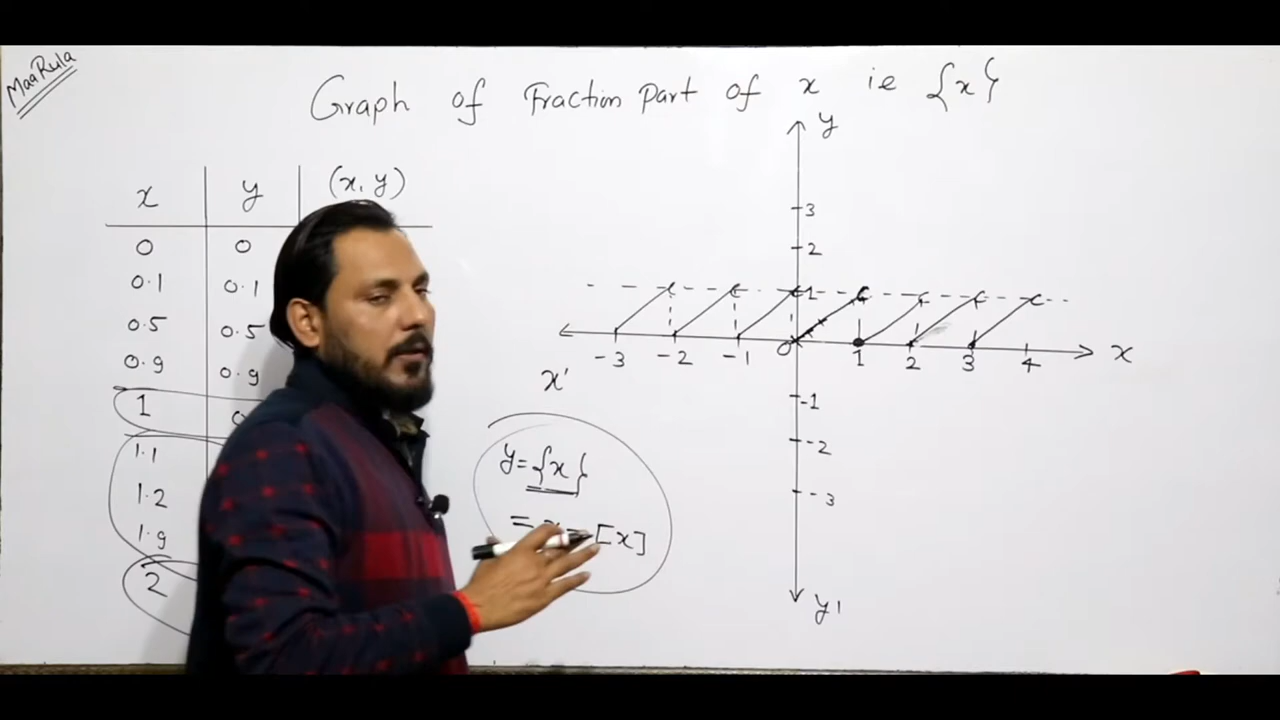 MaaRula
Graph of Fraction Part of x ie {x}
x y (x, y)
0 0
0.1 0.1
0.5 0.5
0.9 0.9
1 0
1.1
1.2
1.9
2
y = {x}
= x - [x]
y
3
2
1
-3 -2 -1 0 1 2 3 4 x
x'
-1
-2
-3
y'